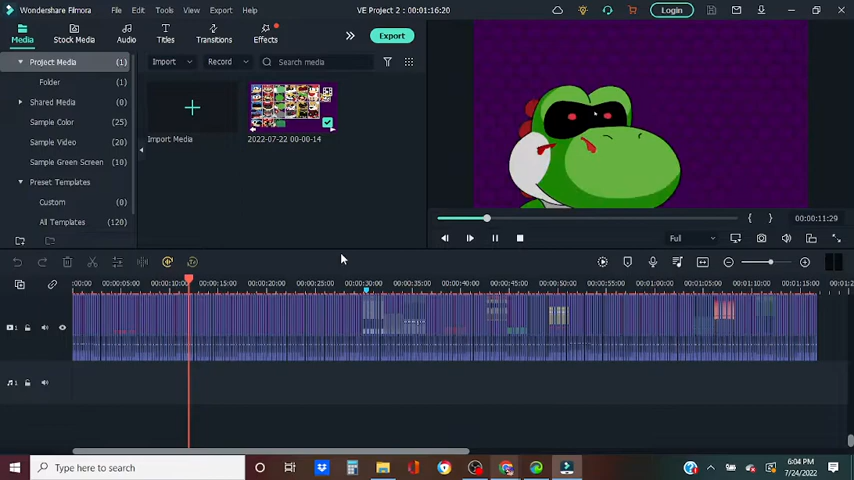 Wondershare Filmora File Edit Tools View Export Help VE Project 2 : 00:01:16:20 Login
Media Stock Media Audio Titles Transitions Effects Export
Project Media (1) Import Record Search media
Folder (1)
Shared Media (0)
Sample Color (25)
Sample Video (20)
Sample Green Screen (10)
Preset Templates
Custom (0)
All Templates (120)
Import Media 2022-07-22 00-00-14
{ } 00:00:11:29
Full
:00:00 00:00:05:00 00:00:10:00 00:00:15:00 00:00:20:00 00:00:25:00 00:00:30:00 00:00:35:00 00:00:40:00 00:00:45:00 00:00:50:00 00:00:55:00 00:01:00:00 00:01:05:00 00:01:10:00 00:01:15:00 00:01:2
1
1
Type here to search
6:04 PM
7/24/2022